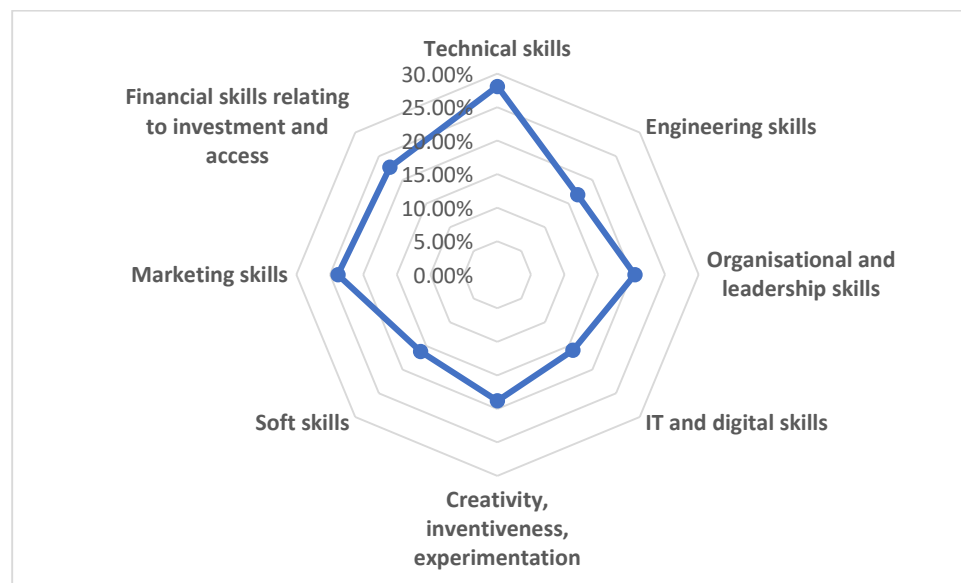 Technical skills
30.00%
25.00%
20.00%
15.00%
10.00%
5.00%
0.00%
Engineering skills
Organisational and
leadership skills
IT and digital skills
Creativity,
inventiveness,
experimentation
Soft skills
Marketing skills
Financial skills relating
to investment and
access